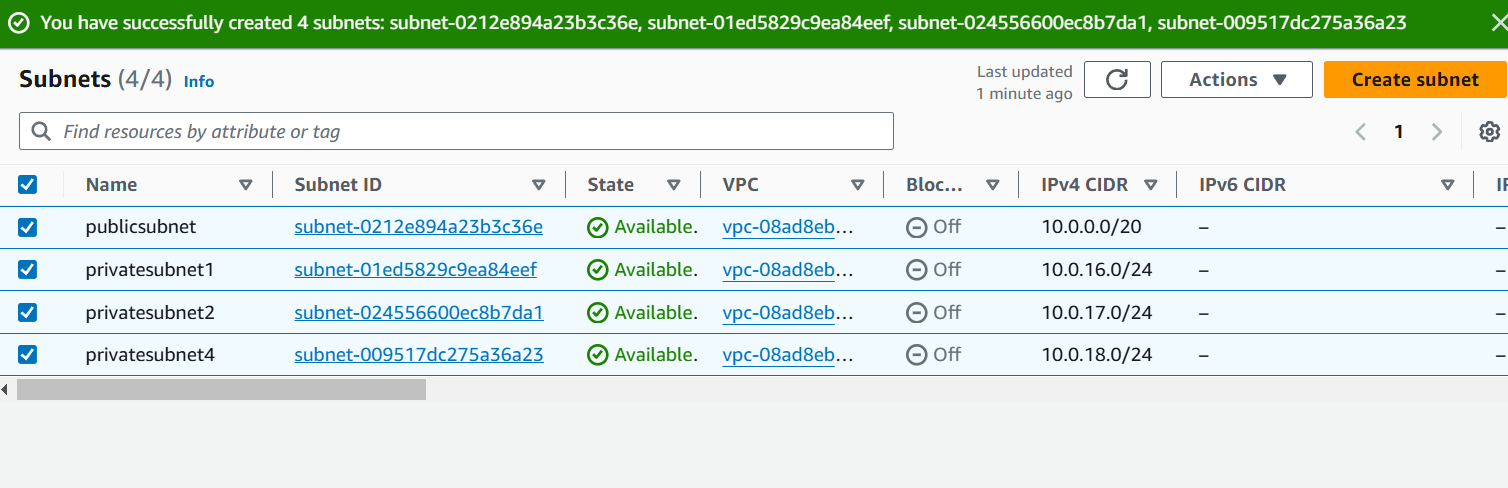 You have successfully created 4 subnets: subnet-0212e894a23b3c36e, subnet-01ed5829c9ea84eef, subnet-024556600ec8b7da1, subnet-009517dc275a36a23
Subnets (4/4) Info
Last updated
1 minute ago
Actions
Create subnet
Find resources by attribute or tag
1
Name Subnet ID State VPC Bloc... IPv4 CIDR IPv6 CIDR IP
publicsubnet subnet-0212e894a23b3c36e Available. vpc-08ad8eb... Off 10.0.0.0/20 – –
privatesubnet1 subnet-01ed5829c9ea84eef Available. vpc-08ad8eb... Off 10.0.16.0/24 – –
privatesubnet2 subnet-024556600ec8b7da1 Available. vpc-08ad8eb... Off 10.0.17.0/24 – –
privatesubnet4 subnet-009517dc275a36a23 Available. vpc-08ad8eb... Off 10.0.18.0/24 – –